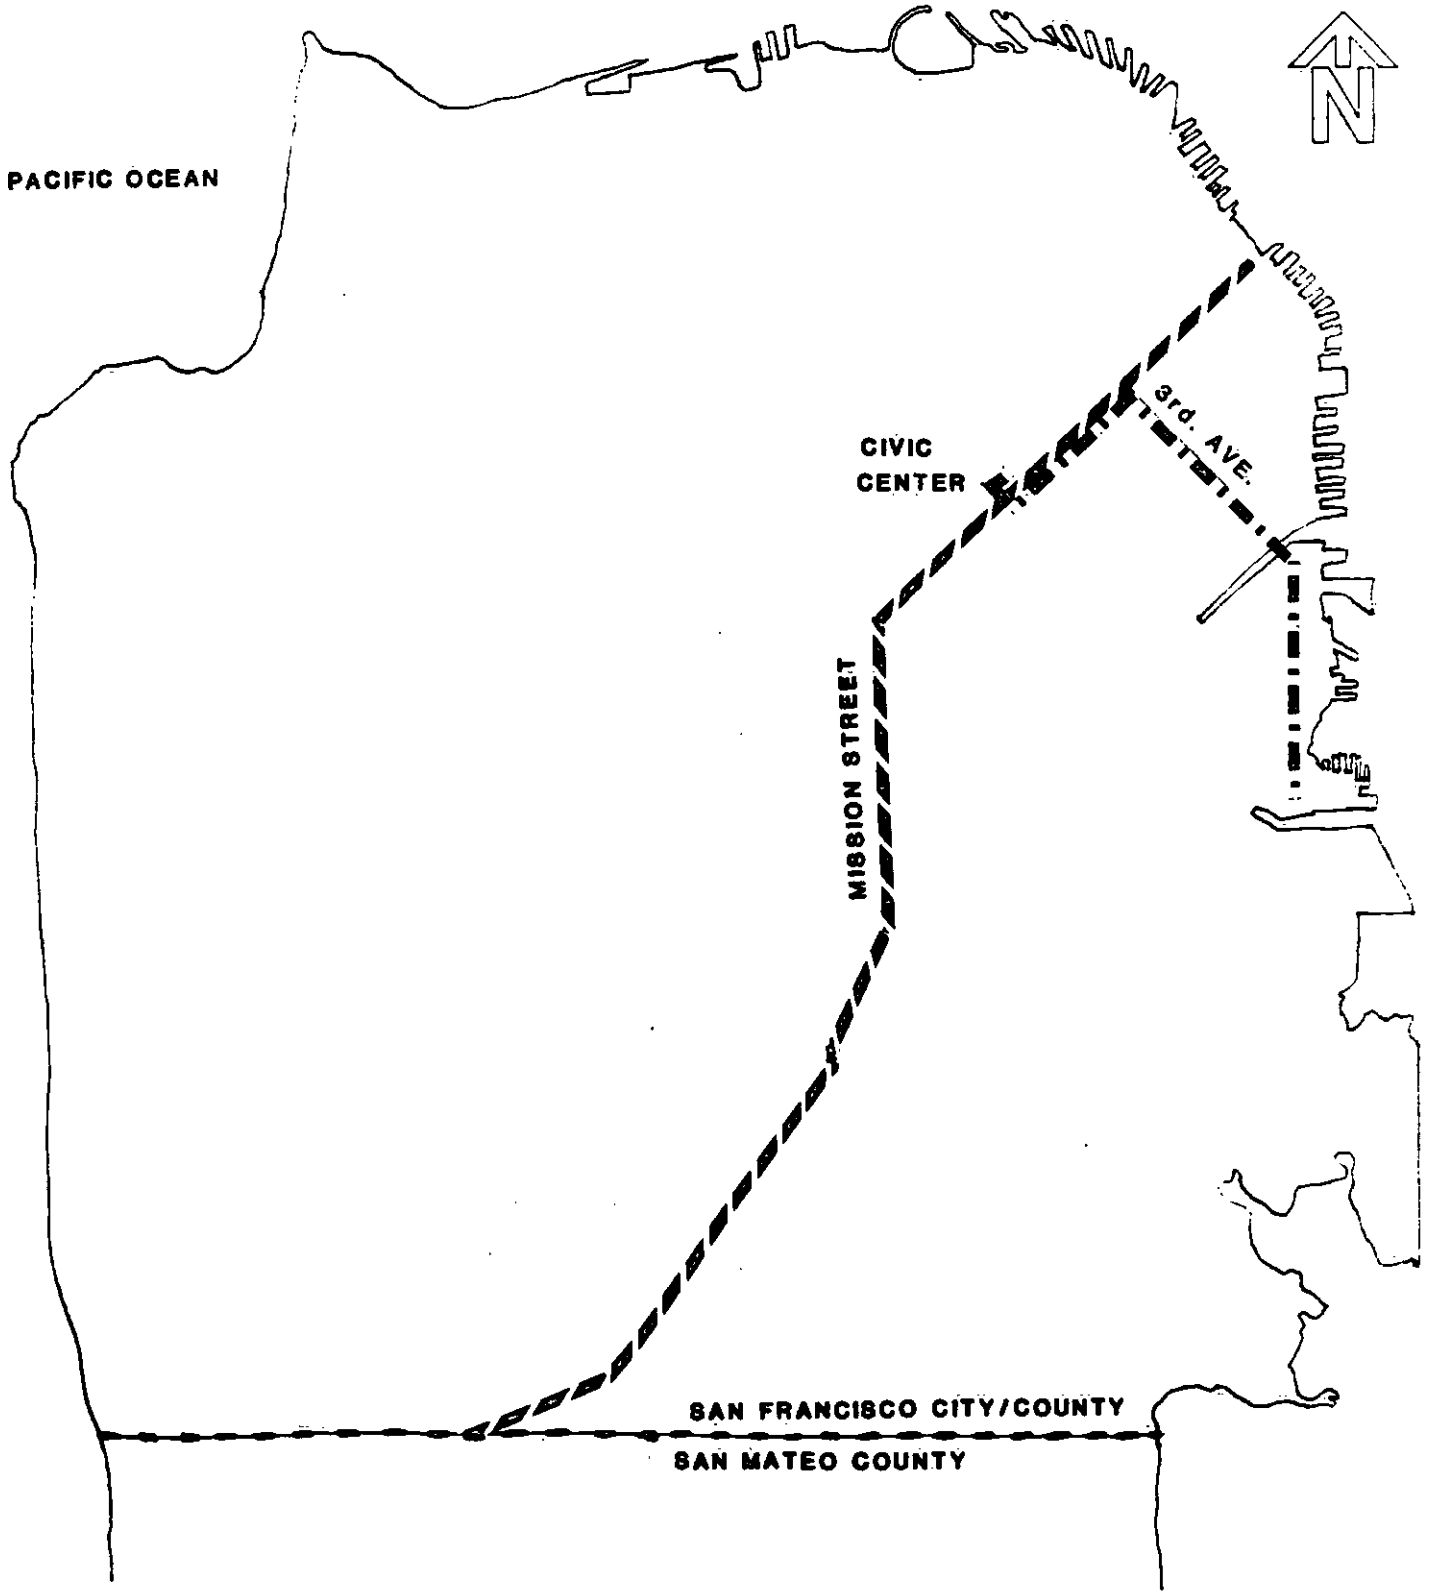 N
PACIFIC OCEAN
3rd. AVE.
CIVIC
CENTER
MISSION STREET
SAN FRANCISCO CITY/COUNTY
SAN MATEO COUNTY